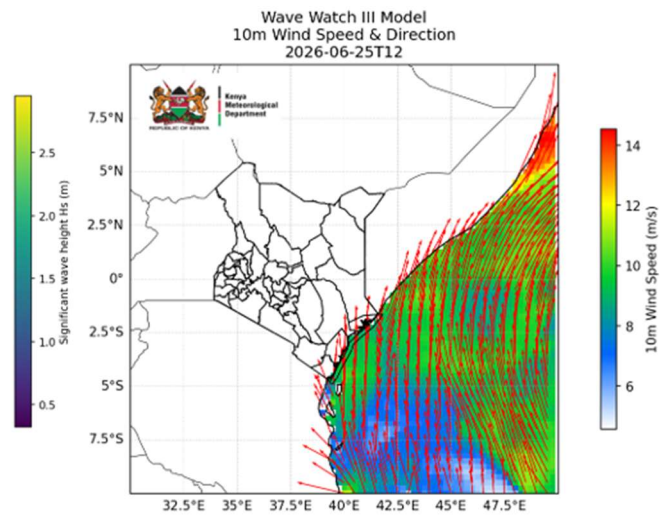 Wave Watch III Model
10m Wind Speed & Direction
2026-06-25T12
Kenya
Meteorological
Department
REPUBLIC OF KENYA
7.5°N
5°N
2.5°N
0°
2.5°S
5°S
7.5°S
32.5°E
35°E
37.5°E
40°E
42.5°E
45°E
47.5°E
2.5
2.0
1.5
1.0
0.5
Significant wave height Hs (m)
14
12
10
8
6
10m Wind Speed (m/s)